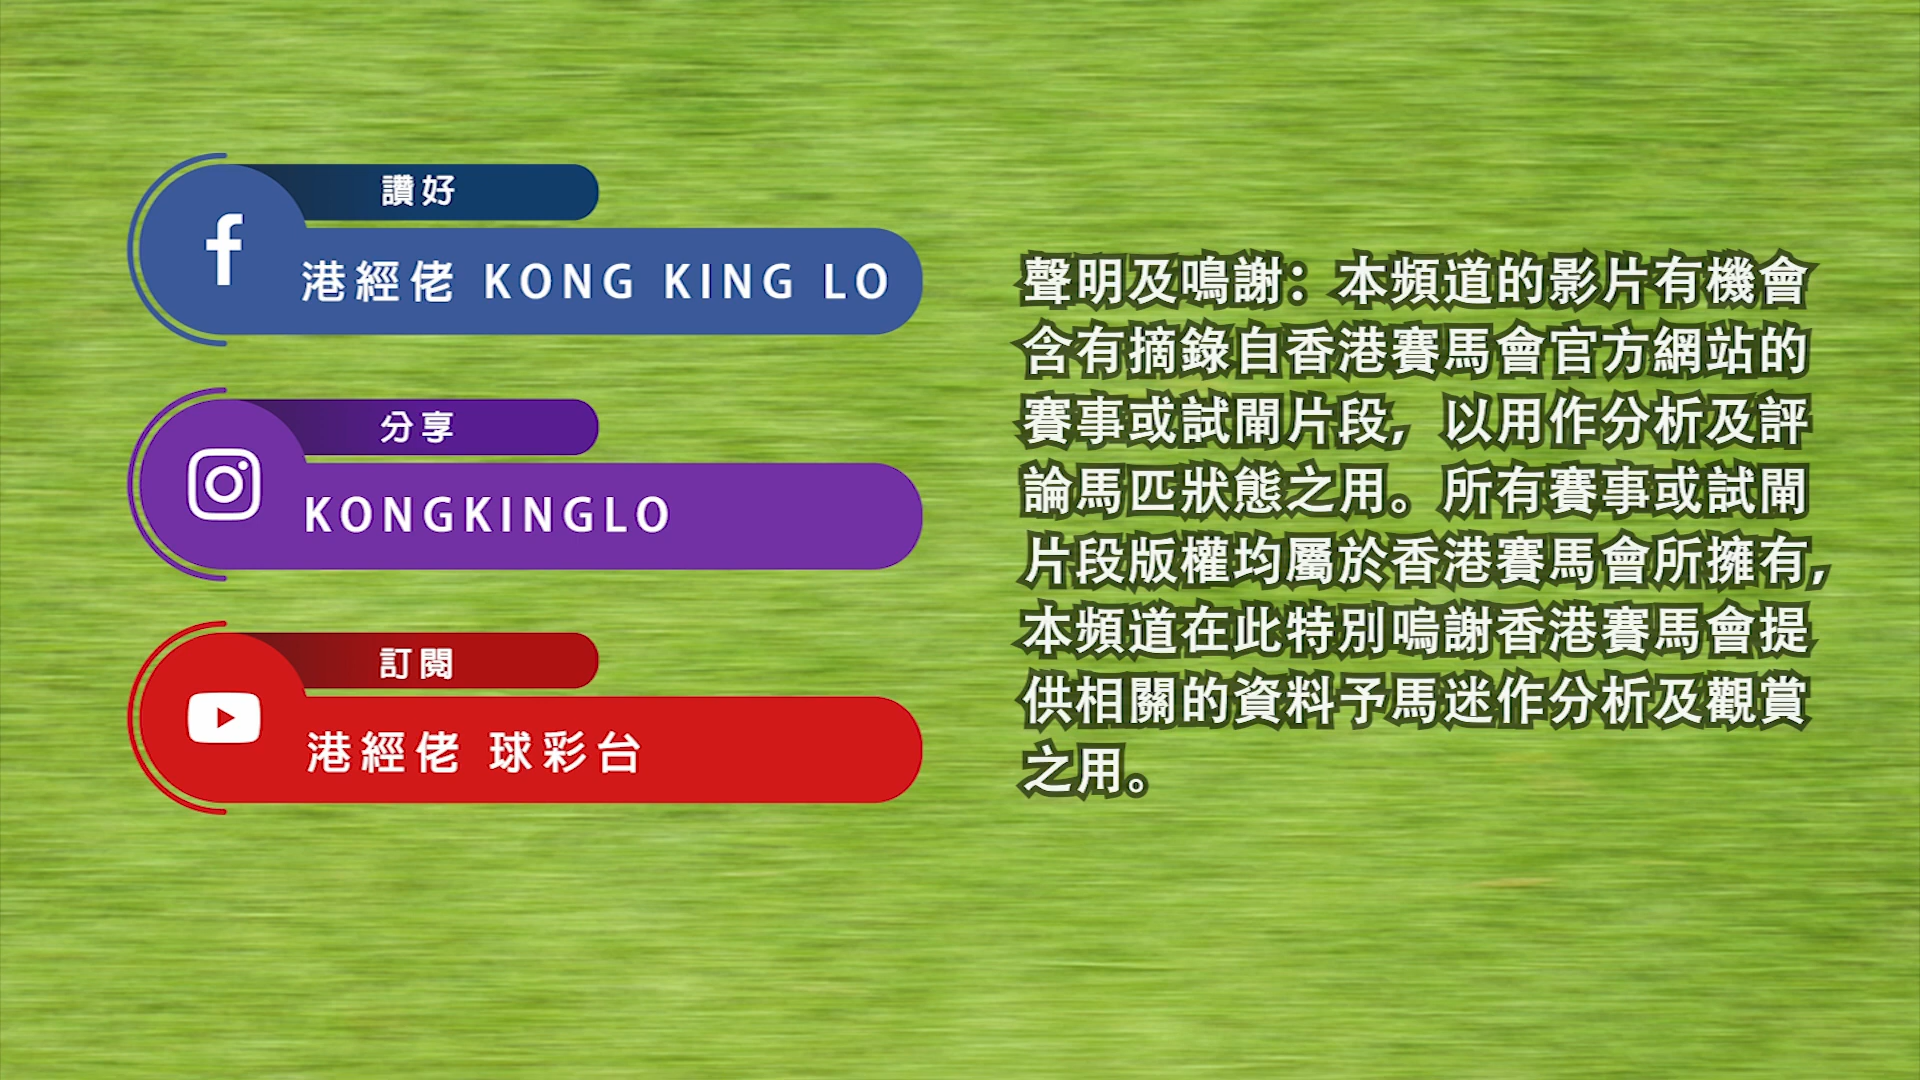 讚好
港經佬 KONG KING LO
分享
KONGKINGLO
訂閱
港經佬 球彩台
聲明及鳴謝：本頻道的影片有機會
含有摘錄自香港賽馬會官方網站的
賽事或試閘片段，以用作分析及評
論馬匹狀態之用。所有賽事或試閘
片段版權均屬於香港賽馬會所擁有，
本頻道在此特別嗚謝香港賽馬會提
供相關的資料予馬迷作分析及觀賞
之用。